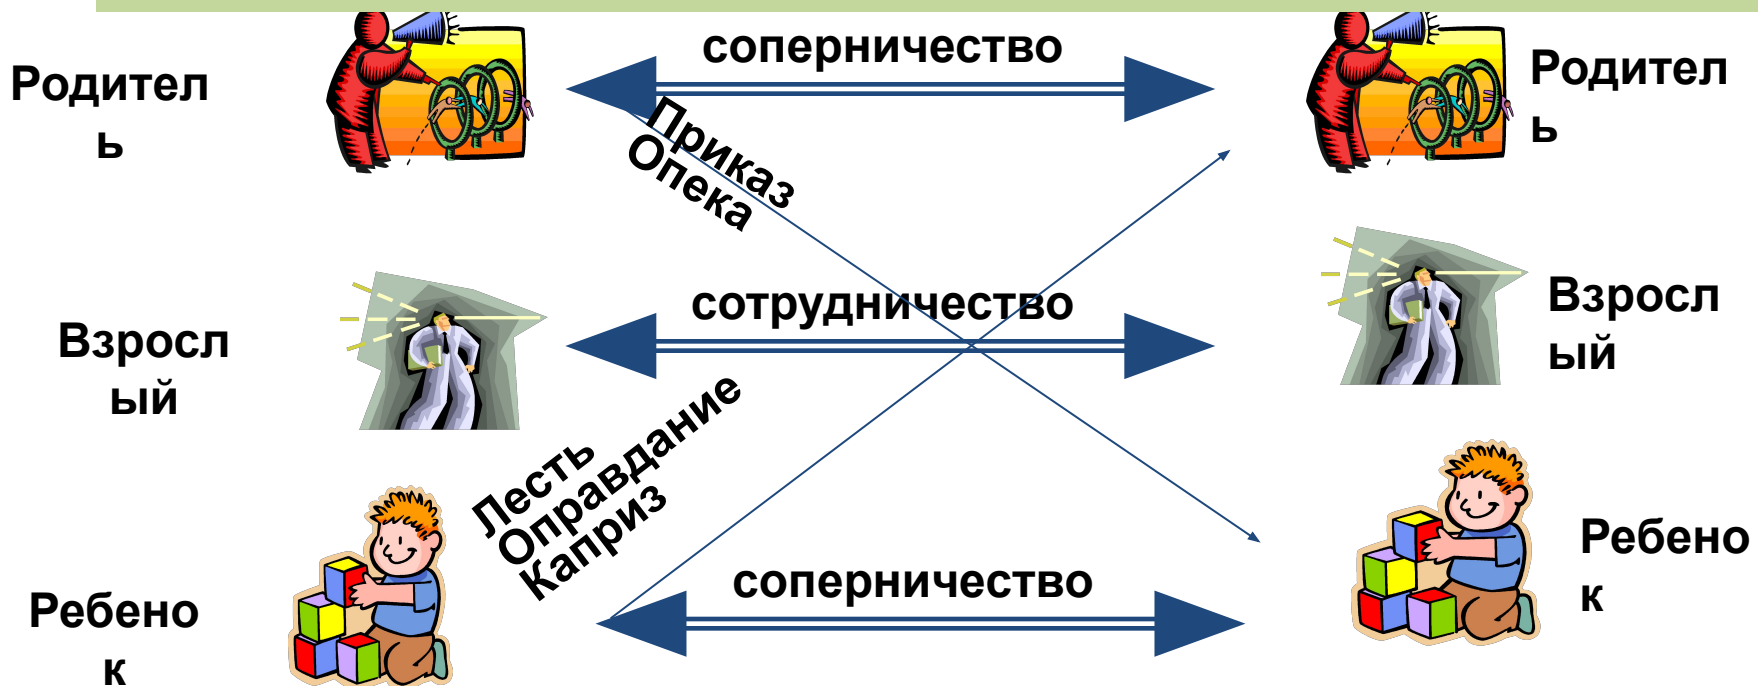 соперничество
Родител
ь
Родител
ь
Приказ
Опека
сотрудничество
Взросл
ый
Взросл
ый
Лесть
Оправдание
Каприз
соперничество
Ребено
к
Ребено
к